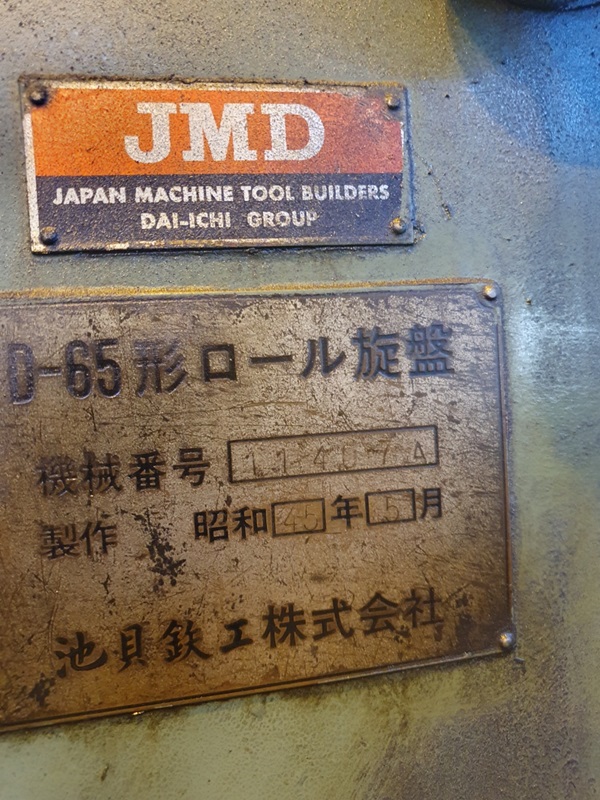 JMD
JAPAN MACHINE TOOL BUILDERS
DAI-ICHI GROUP
D-65形ロール旋盤
機械番号 114074
製作 昭和45年5月
池貝鉄工株式会社